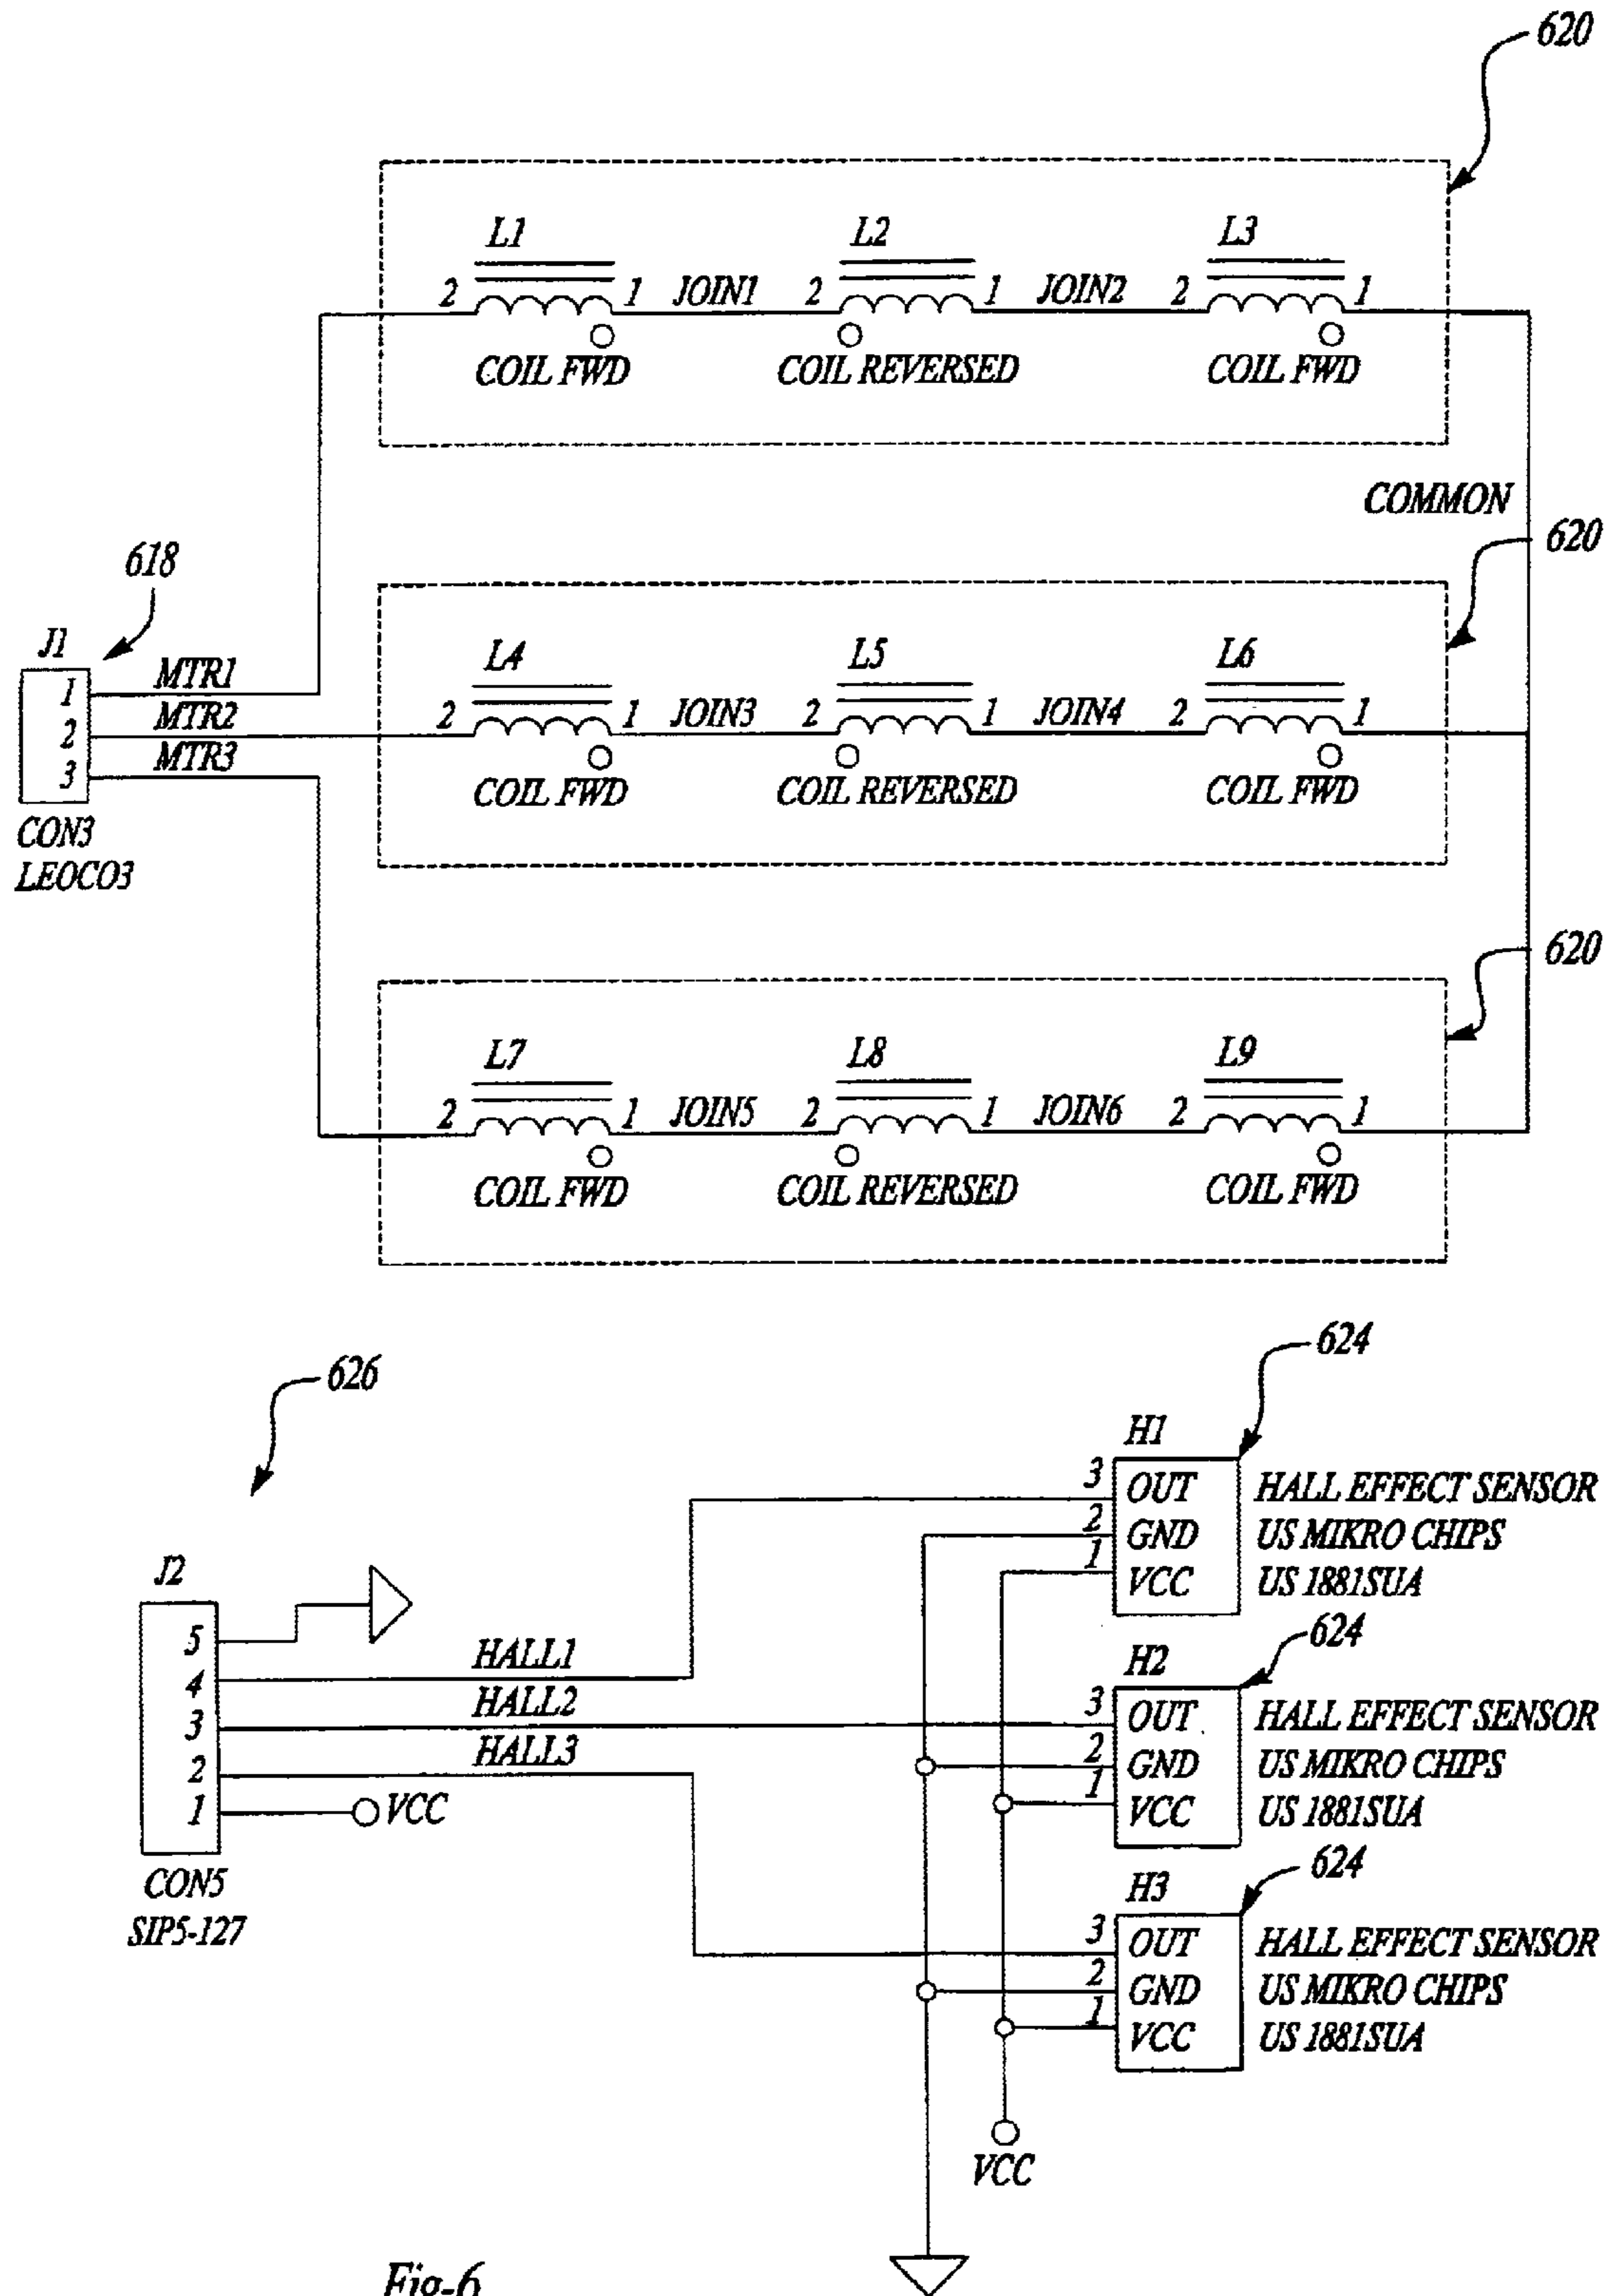 620
L1 L2 L3
2 1 JOIN1 2 1 JOIN2 2 1
COIL FWD COIL REVERSED COIL FWD
COMMON
620
618
J1
1 MTR1
2 MTR2
3 MTR3
CON3
LEOCO3
L4 L5 L6
2 1 JOIN3 2 1 JOIN4 2 1
COIL FWD COIL REVERSED COIL FWD
620
L7 L8 L9
2 1 JOIN5 2 1 JOIN6 2 1
COIL FWD COIL REVERSED COIL FWD
626
J2
5
4 HALL1
3 HALL2
2 HALL3
1 VCC
CON5
SIP5-127
624
H1
3 OUT HALL EFFECT SENSOR
2 GND US MIKRO CHIPS
1 VCC US 1881SUA
624
H2
3 OUT HALL EFFECT SENSOR
2 GND US MIKRO CHIPS
1 VCC US 1881SUA
624
H3
3 OUT HALL EFFECT SENSOR
2 GND US MIKRO CHIPS
1 VCC US 1881SUA
VCC
Fig-6